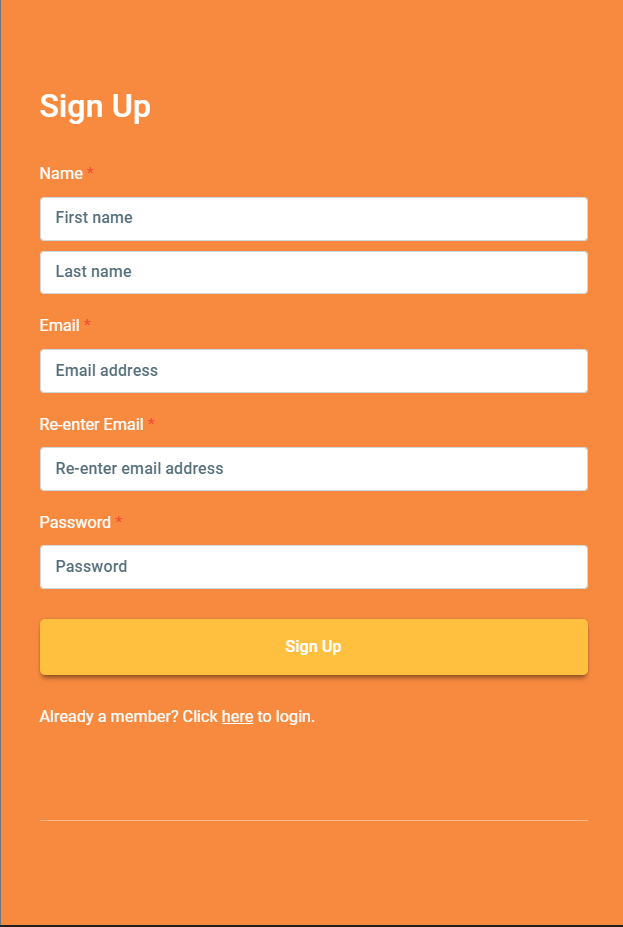 Sign Up
Name *
First name
Last name
Email *
Email address
Re-enter Email *
Re-enter email address
Password *
Password
Sign Up
Already a member? Click here to login.